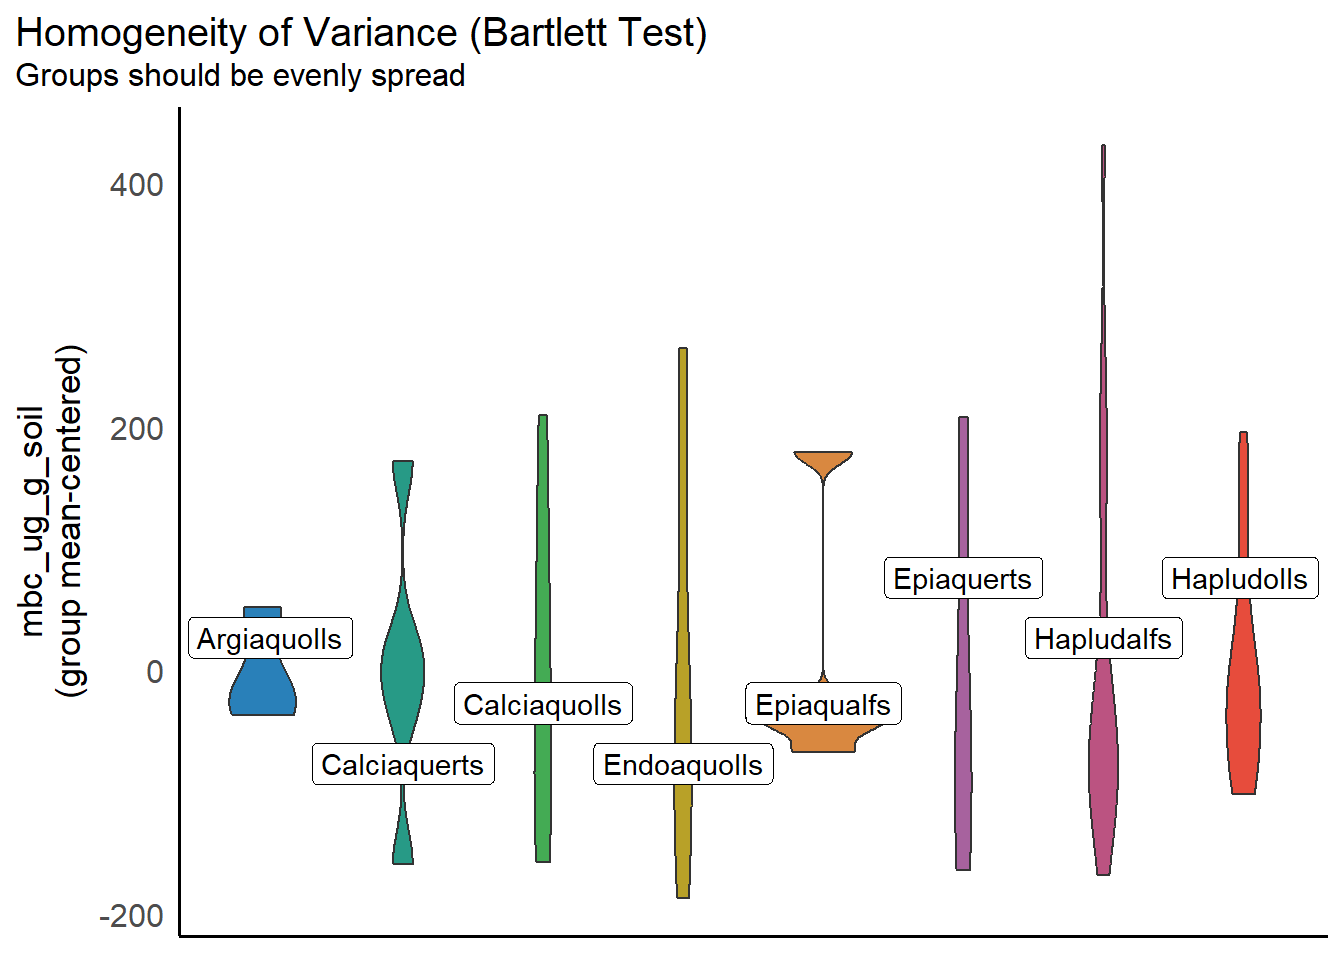 Homogeneity of Variance (Bartlett Test)
Groups should be evenly spread
mbc_ug_g_soil
(group mean-centered)
400
200
0
-200
Argiaquolls
Calciaquerts
Calciaquolls
Endoaquolls
Epiaqualfs
Epiaquerts
Hapludalfs
Hapludolls